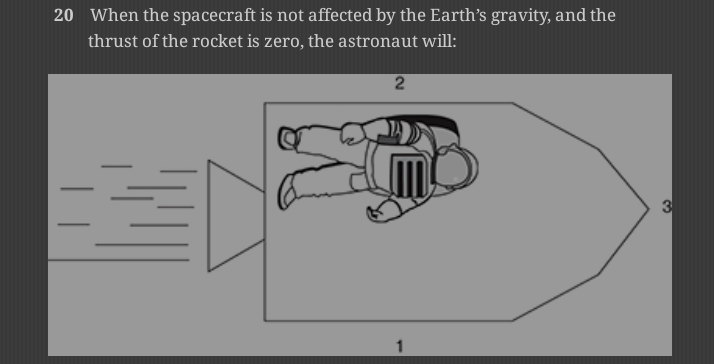 20 When the spacecraft is not affected by the Earth’s gravity, and the
thrust of the rocket is zero, the astronaut will:
2
3
1